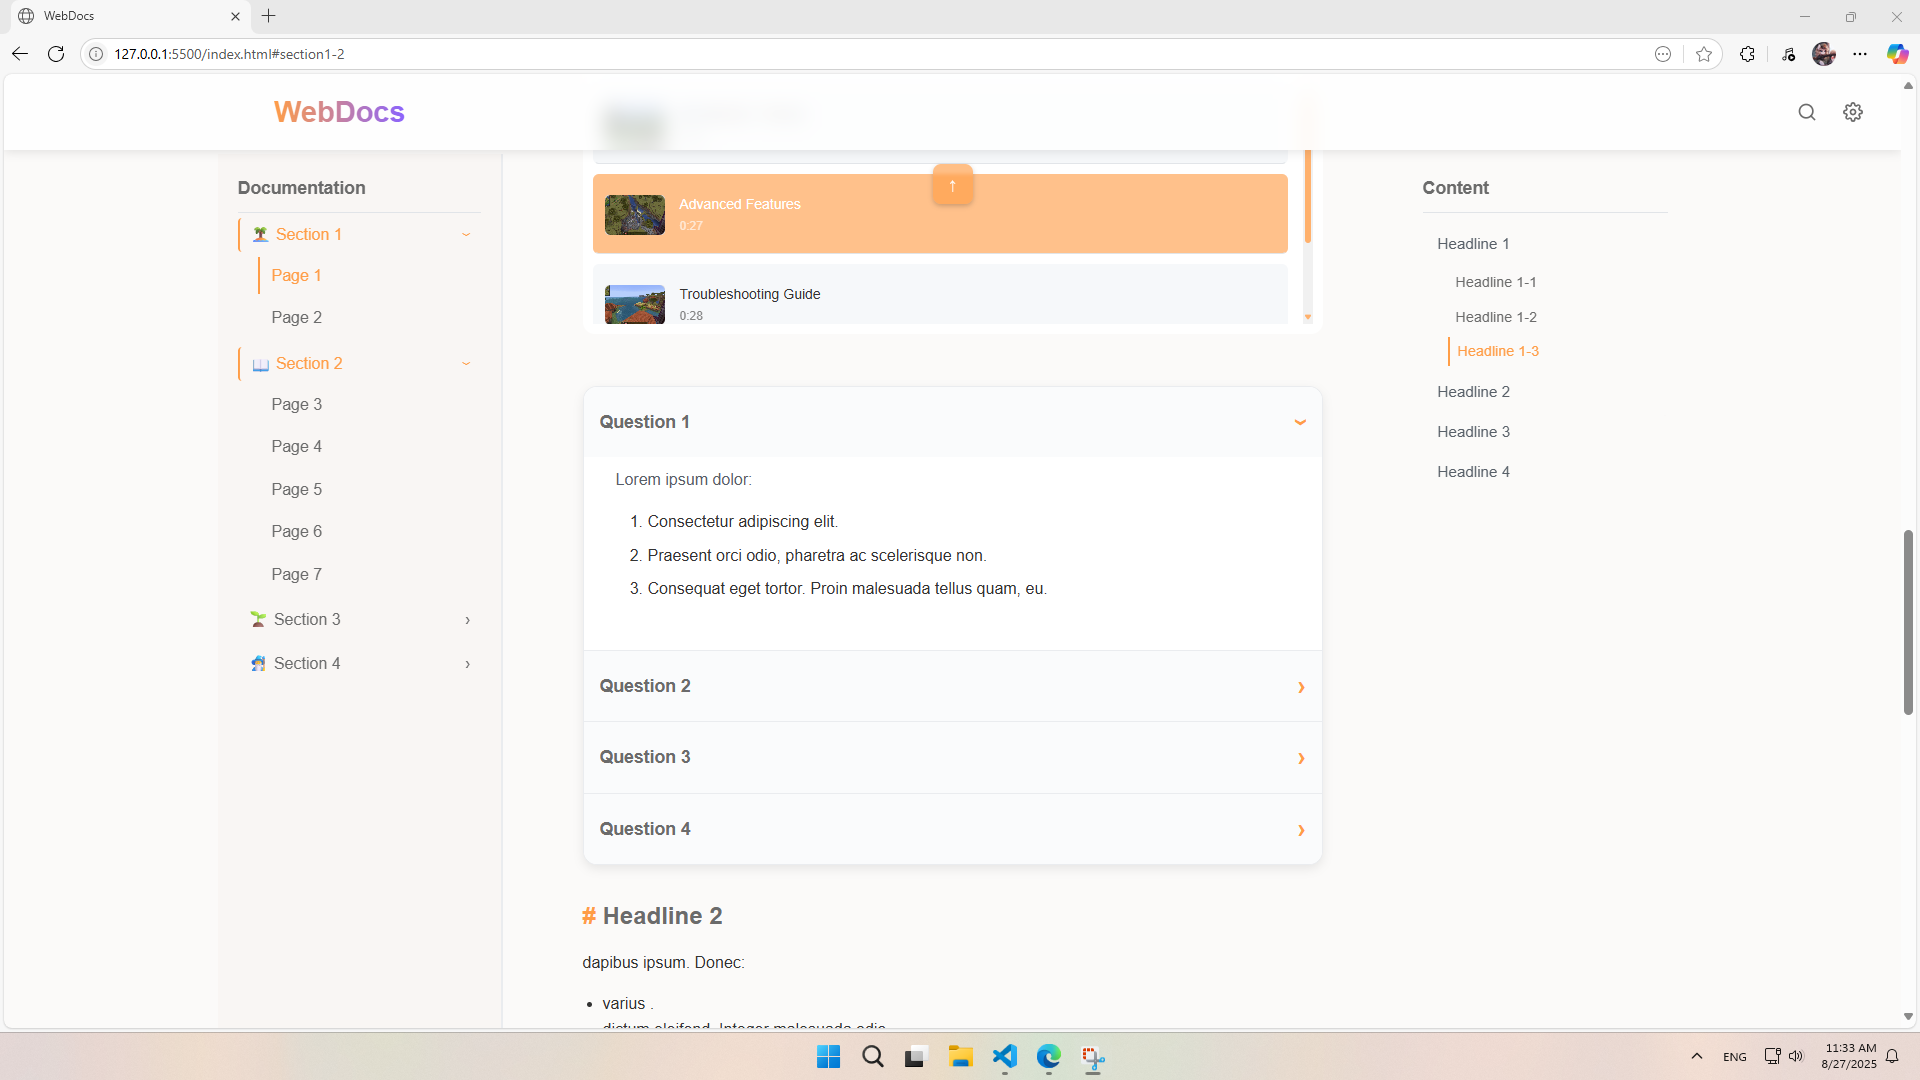 WebDocs
127.0.0.1:5500/index.html#section1-2
WebDocs
Documentation
Section 1
Page 1
Page 2
Section 2
Page 3
Page 4
Page 5
Page 6
Page 7
Section 3
Section 4
↑
Advanced Features
0:27
Troubleshooting Guide
0:28
Question 1
Lorem ipsum dolor:
1. Consectetur adipiscing elit.
2. Praesent orci odio, pharetra ac scelerisque non.
3. Consequat eget tortor. Proin malesuada tellus quam, eu.
Question 2
Question 3
Question 4
# Headline 2
dapibus ipsum. Donec:
• varius .
dictum eleifend. Integer malesuada odio
Content
Headline 1
Headline 1-1
Headline 1-2
Headline 1-3
Headline 2
Headline 3
Headline 4
ENG
11:33 AM
8/27/2025